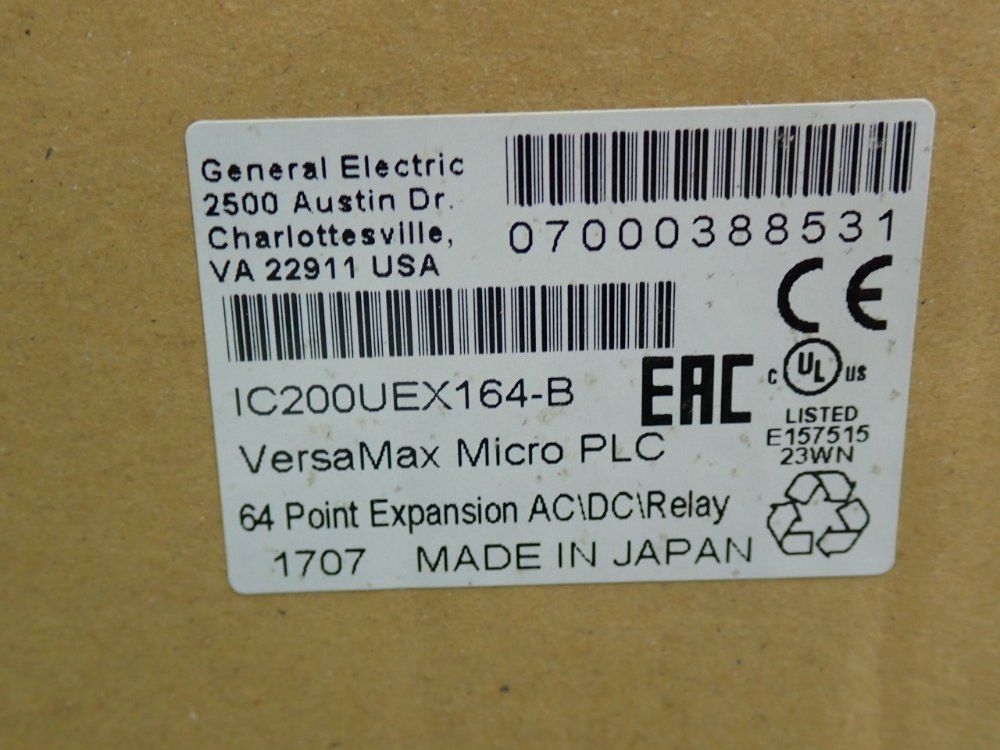 General Electric
2500 Austin Dr.
Charlottesville,
VA 22911 USA
07000388531
CE
IC200UEX164-B
EAC
C UL US
LISTED
E157515
23WN
VersaMax Micro PLC
64 Point Expansion AC\DC\Relay
1707 MADE IN JAPAN